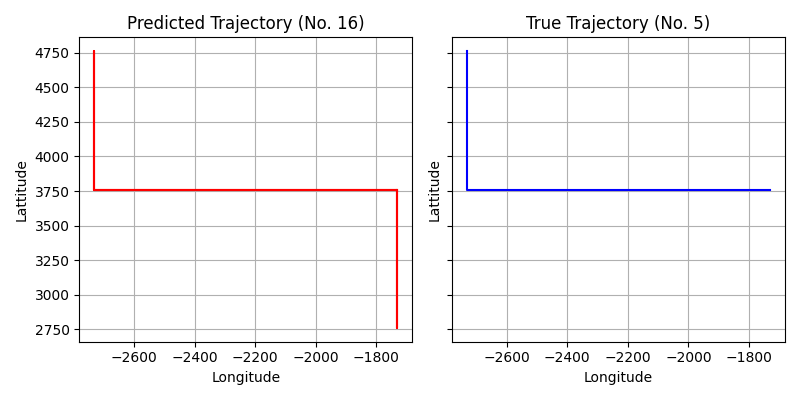 Predicted Trajectory (No. 16)
True Trajectory (No. 5)
4750
4500
4250
4000
3750
3500
3250
3000
2750
Lattitude
Lattitude
−2600 −2400 −2200 −2000 −1800
−2600 −2400 −2200 −2000 −1800
Longitude
Longitude